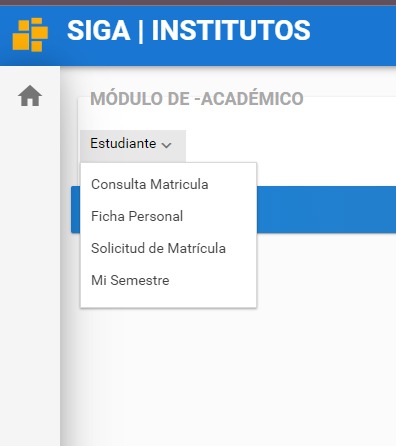 SIGA | INSTITUTOS
MÓDULO DE -ACADÉMICO
Estudiante
Consulta Matricula
Ficha Personal
Solicitud de Matrícula
Mi Semestre